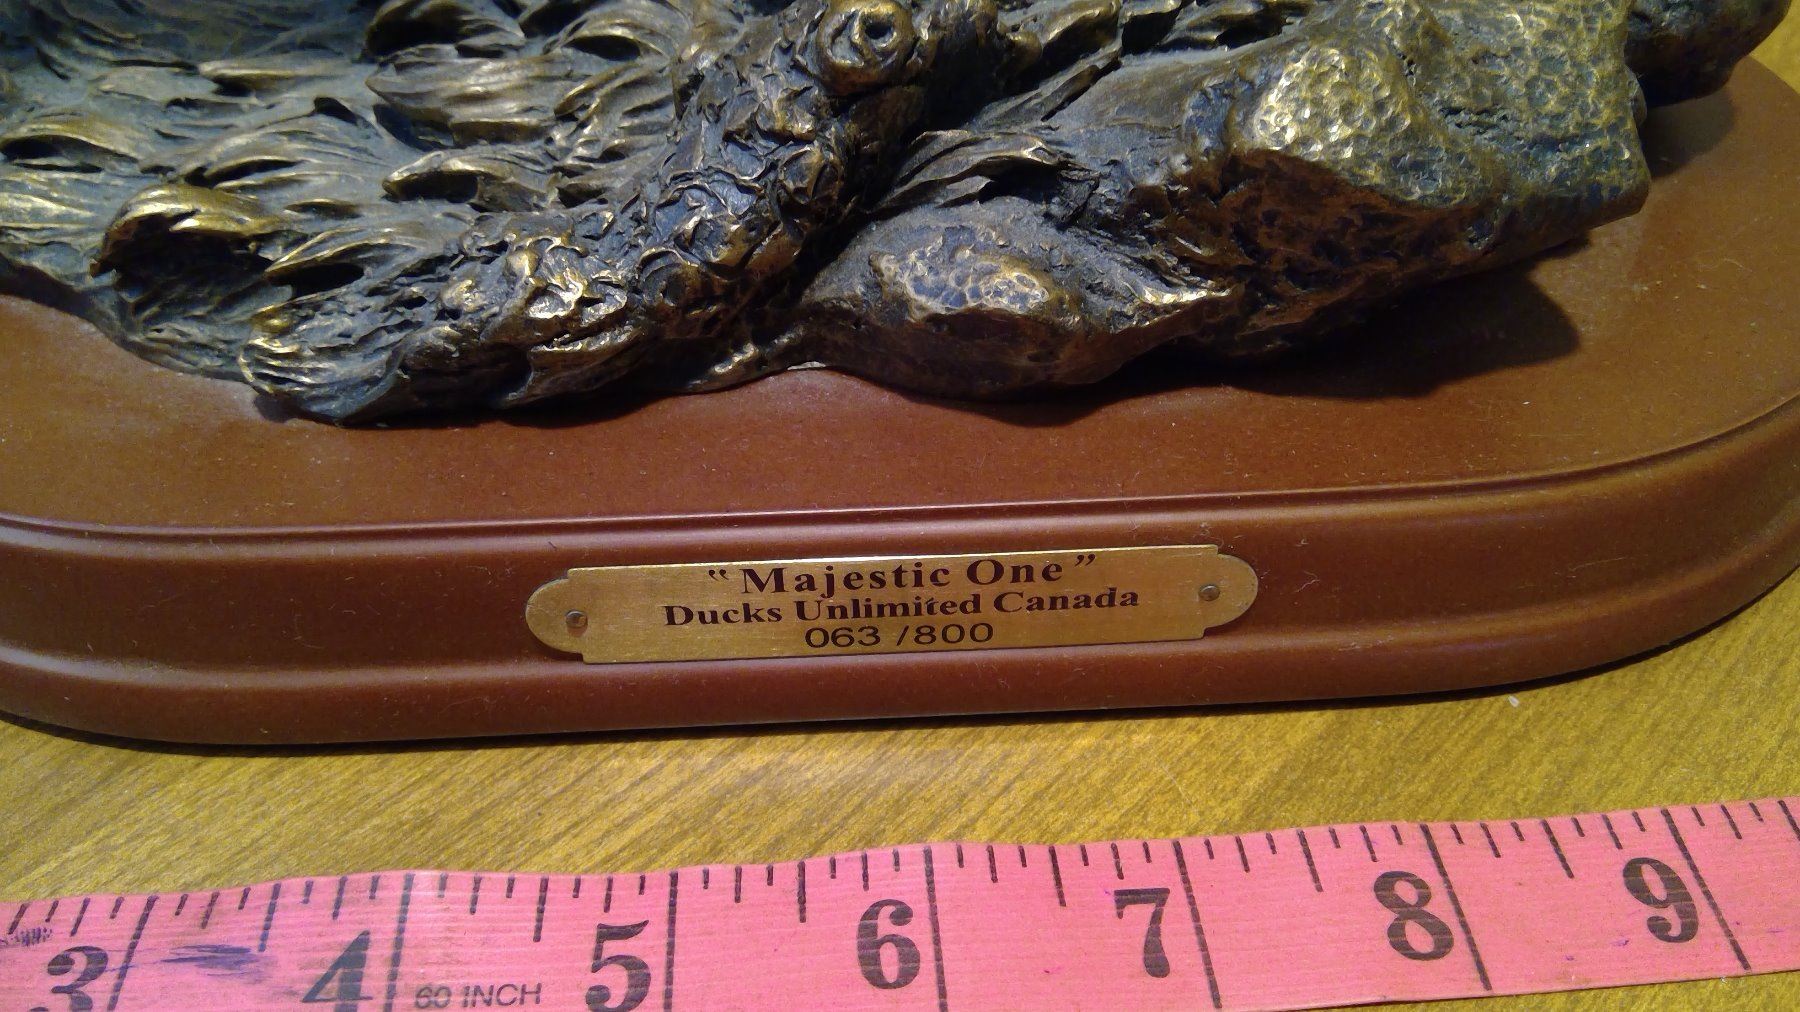 “Majestic One”
Ducks Unlimited Canada
063 /800
3 4 60 INCH 5 6 7 8 9